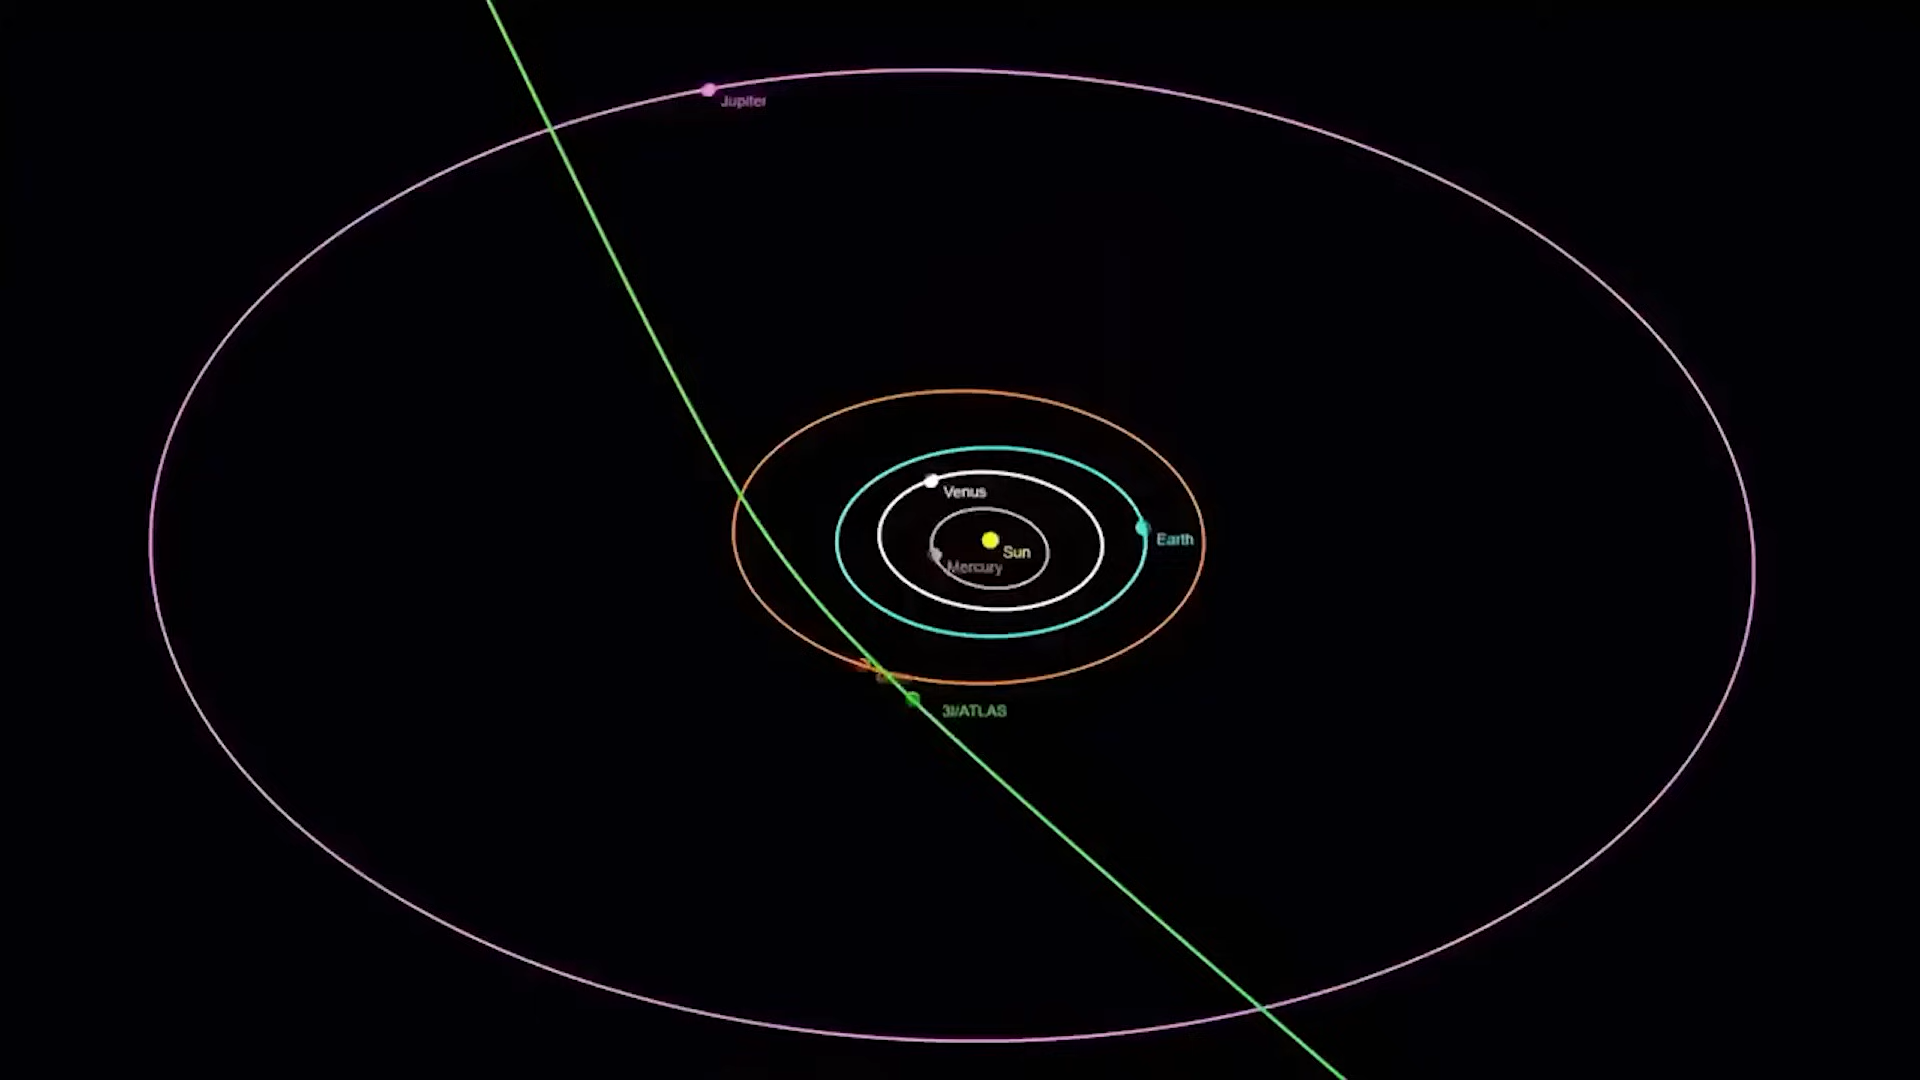 Jupiter
Venus
Earth
Sun
Mercury
3I/ATLAS